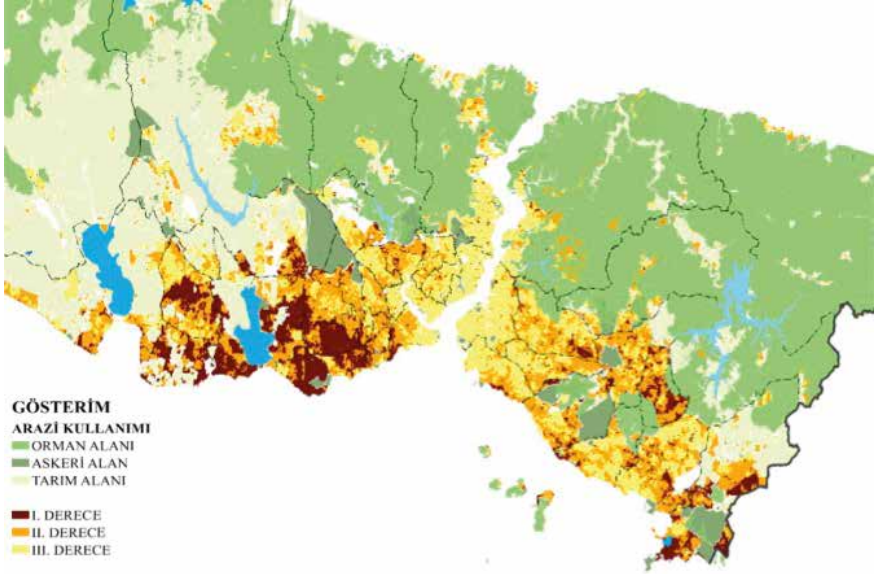 GÖSTERİM
ARAZİ KULLANIMI
ORMAN ALANI
ASKERİ ALAN
TARIM ALANI
I. DERECE
II. DERECE
III. DERECE